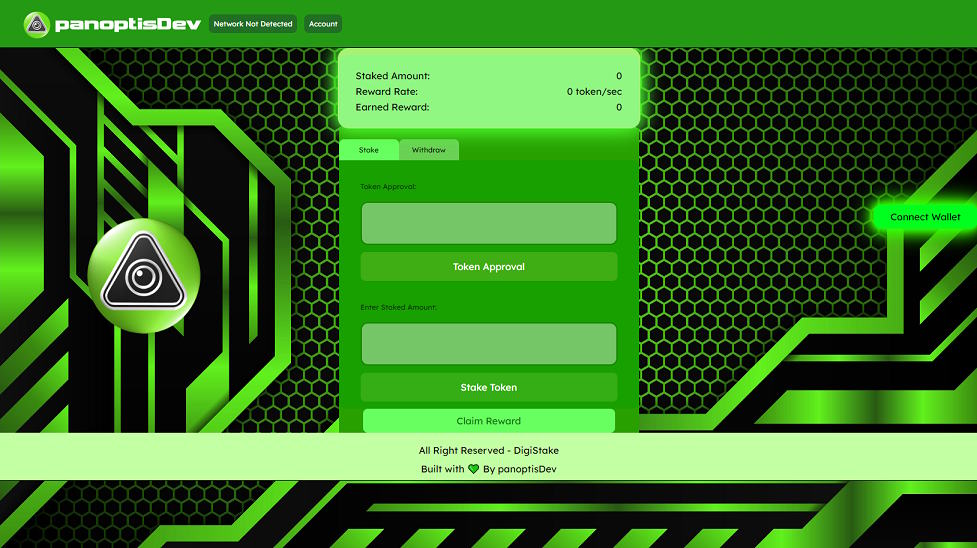 panoptisDev
Network Not Detected
Account
Staked Amount: 0
Reward Rate: 0 token/sec
Earned Reward: 0
Stake
Withdraw
Token Approval:
Token Approval
Enter Staked Amount:
Stake Token
Claim Reward
Connect Wallet
All Right Reserved - DigiStake
Built with By panoptisDev